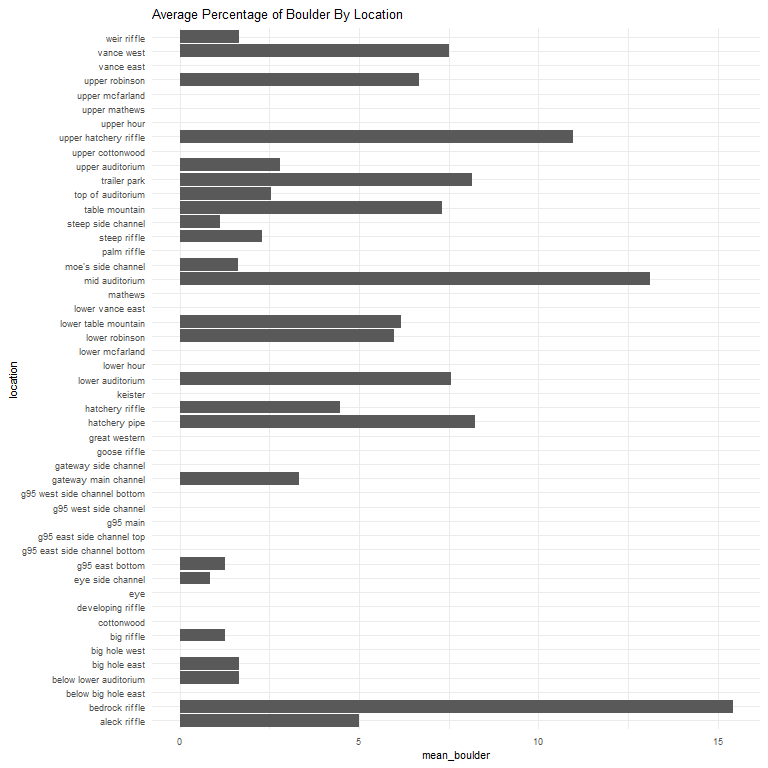 Average Percentage of Boulder By Location
weir riffle
vance west
vance east
upper robinson
upper mcfarland
upper mathews
upper hour
upper hatchery riffle
upper cottonwood
upper auditorium
trailer park
top of auditorium
table mountain
steep side channel
steep riffle
palm riffle
moe's side channel
mid auditorium
mathews
lower vance east
lower table mountain
lower robinson
lower mcfarland
lower hour
lower auditorium
keister
hatchery riffle
hatchery pipe
great western
goose riffle
gateway side channel
gateway main channel
g95 west side channel bottom
g95 west side channel
g95 main
g95 east side channel top
g95 east side channel bottom
g95 east bottom
eye side channel
eye
developing riffle
cottonwood
big riffle
big hole west
big hole east
below lower auditorium
below big hole east
bedrock riffle
aleck riffle
location
0 5 10 15
mean_boulder